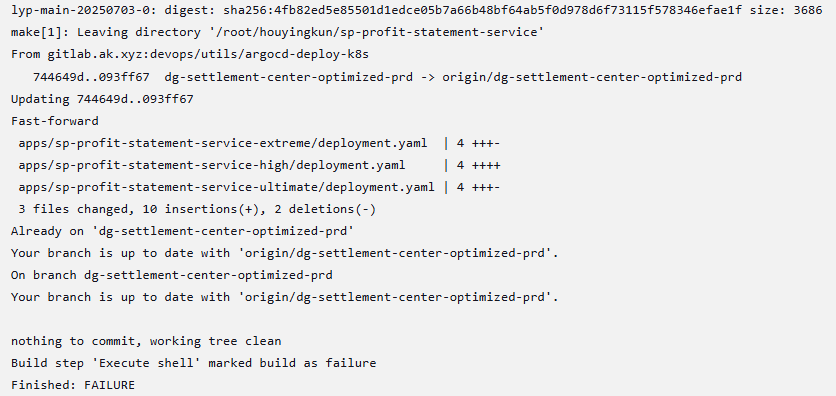 lyp-main-20250703-0: digest: sha256:4fb82ed5e85501d1edce05b7a66b48bf64ab5f0d978d6f73115f578346efae1f size: 3686
make[1]: Leaving directory '/root/houyingkun/sp-profit-statement-service'
From gitlab.ak.xyz:devops/utils/argocd-deploy-k8s
   744649d..093ff67  dg-settlement-center-optimized-prd -> origin/dg-settlement-center-optimized-prd
Updating 744649d..093ff67
Fast-forward
 apps/sp-profit-statement-service-extreme/deployment.yaml  | 4 +++-
 apps/sp-profit-statement-service-high/deployment.yaml     | 4 ++++
 apps/sp-profit-statement-service-ultimate/deployment.yaml | 4 +++-
 3 files changed, 10 insertions(+), 2 deletions(-)
Already on 'dg-settlement-center-optimized-prd'
Your branch is up to date with 'origin/dg-settlement-center-optimized-prd'.
On branch dg-settlement-center-optimized-prd
Your branch is up to date with 'origin/dg-settlement-center-optimized-prd'.

nothing to commit, working tree clean
Build step 'Execute shell' marked build as failure
Finished: FAILURE